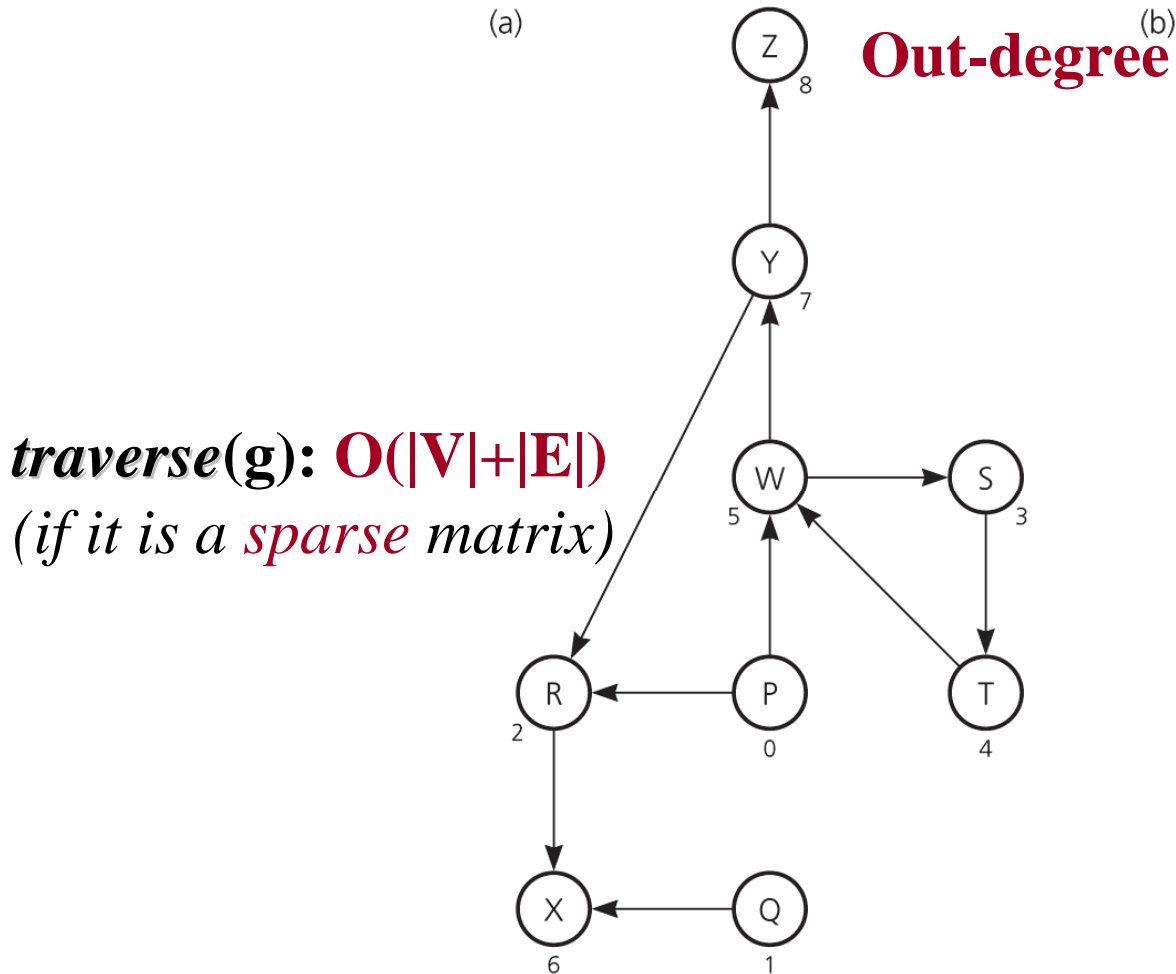 (a)
(b)
Z
Out-degree
8
Y
7
traverse(g): O(|V|+|E|)
W
S
5
3
(if it is a sparse matrix)
R
P
T
2
0
4
X
Q
6
1